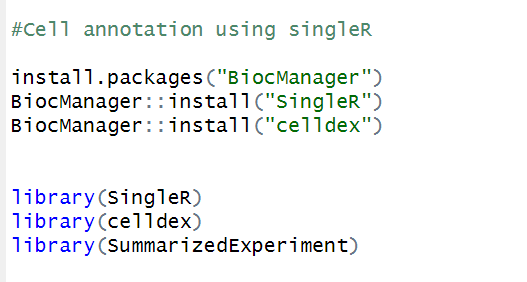 #Cell annotation using singleR
install.packages("BiocManager")
BiocManager::install("SingleR")
BiocManager::install("celldex")
library(SingleR)
library(celldex)
library(SummarizedExperiment)